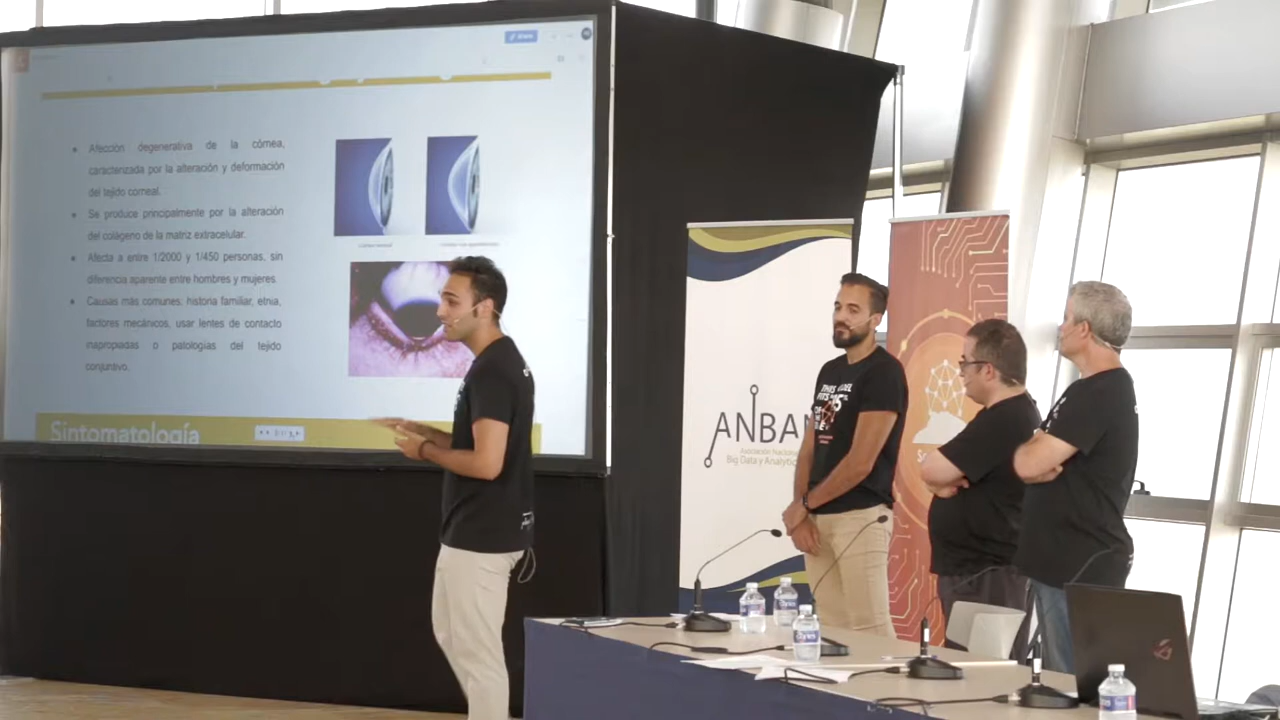 Share
Afección degenerativa de la córnea,
caracterizada por la alteración y deformación
del tejido corneal.
Se produce principalmente por la alteración
del colágeno de la matriz extracelular.
Afecta a entre 1/2000 y 1/450 personas, sin
diferencia aparente entre hombres y mujeres.
Causas más comunes: historia familiar, etnia,
factores mecánicos, usar lentes de contacto
inapropiadas o patologías del tejido
conjuntivo.
Sintomatología
ANBAN
Asociación Nacional
Big Data y Analytic